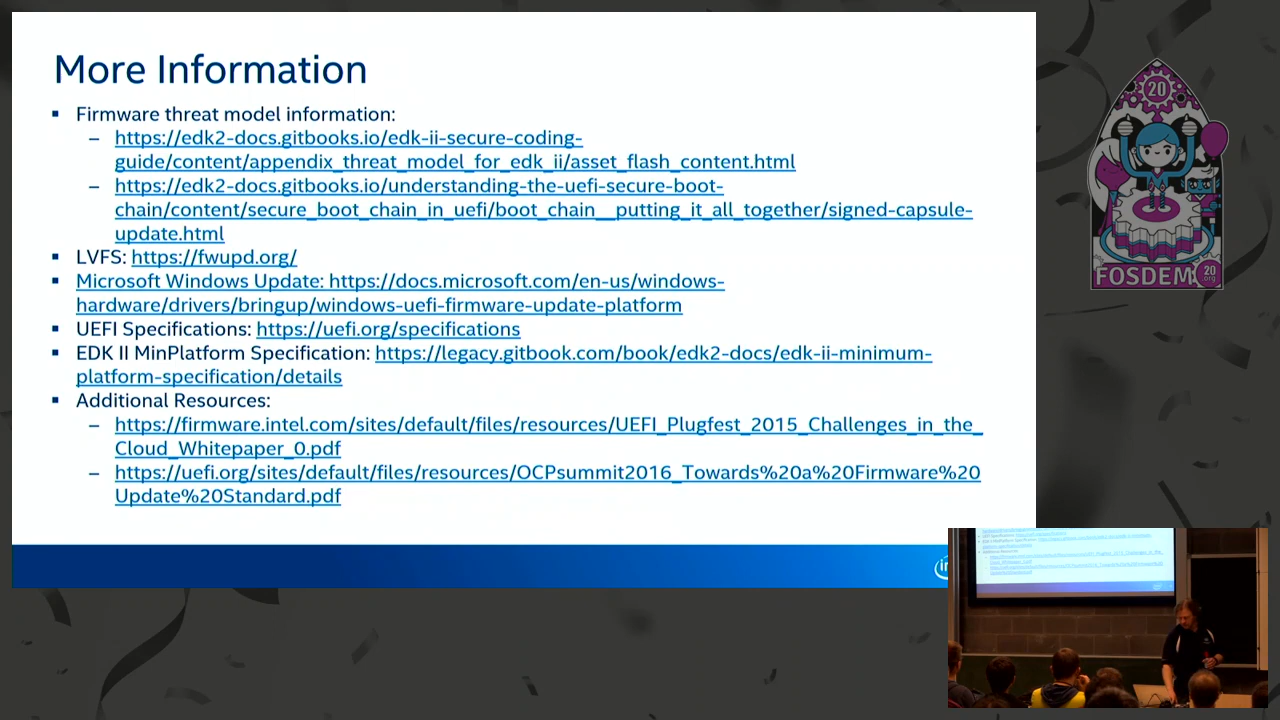 More Information
▪ Firmware threat model information:
– https://edk2-docs.gitbooks.io/edk-ii-secure-coding-
guide/content/appendix_threat_model_for_edk_ii/asset_flash_content.html
– https://edk2-docs.gitbooks.io/understanding-the-uefi-secure-boot-
chain/content/secure_boot_chain_in_uefi/boot_chain__putting_it_all_together/signed-capsule-
update.html
▪ LVFS: https://fwupd.org/
▪ Microsoft Windows Update: https://docs.microsoft.com/en-us/windows-
hardware/drivers/bringup/windows-uefi-firmware-update-platform
▪ UEFI Specifications: https://uefi.org/specifications
▪ EDK II MinPlatform Specification: https://legacy.gitbook.com/book/edk2-docs/edk-ii-minimum-
platform-specification/details
▪ Additional Resources:
– https://firmware.intel.com/sites/default/files/resources/UEFI_Plugfest_2015_Challenges_in_the_
Cloud_Whitepaper_0.pdf
– https://uefi.org/sites/default/files/resources/OCPsummit2016_Towards%20a%20Firmware%20
Update%20Standard.pdf
20
FOSDEM
20
.org